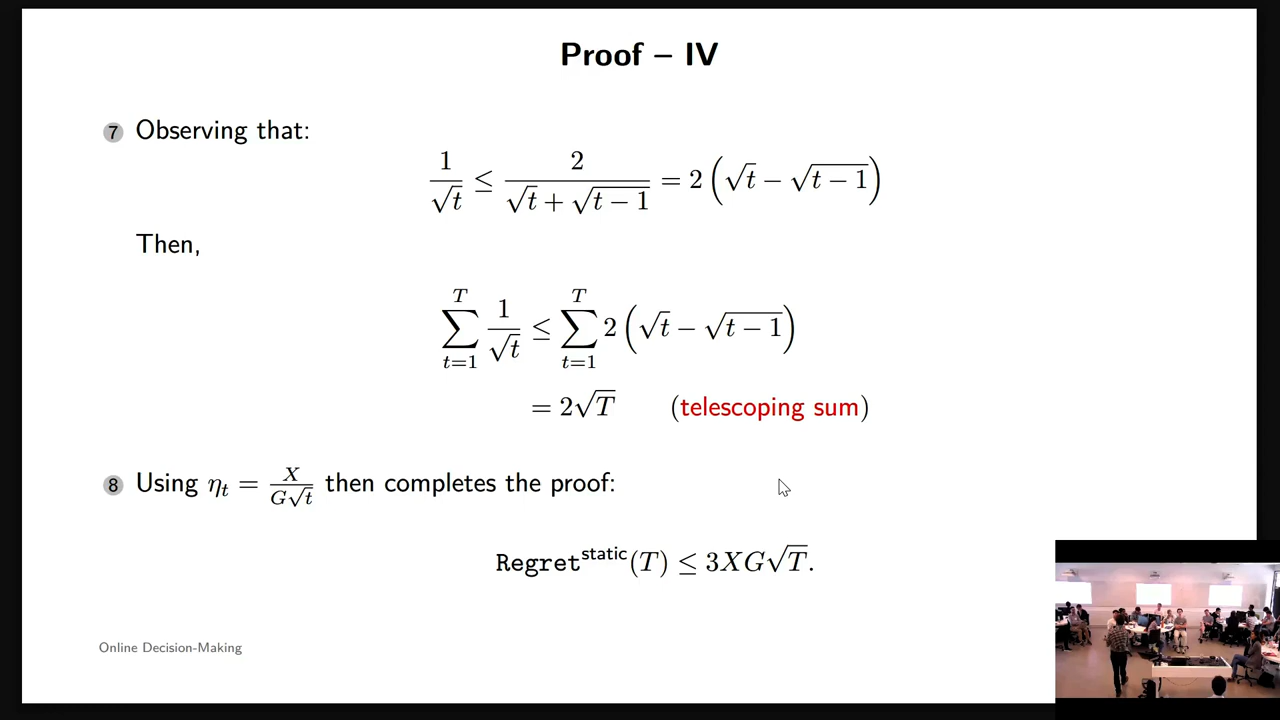 Proof – IV
7 Observing that:
1/√t ≤ 2/(√t + √(t − 1)) = 2 (√t − √(t − 1))
Then,
∑_{t=1}^{T} 1/√t ≤ ∑_{t=1}^{T} 2 (√t − √(t − 1))
= 2√T (telescoping sum)
8 Using η_t = X/(G√t) then completes the proof:
Regret^static(T) ≤ 3XG√T.
Online Decision-Making